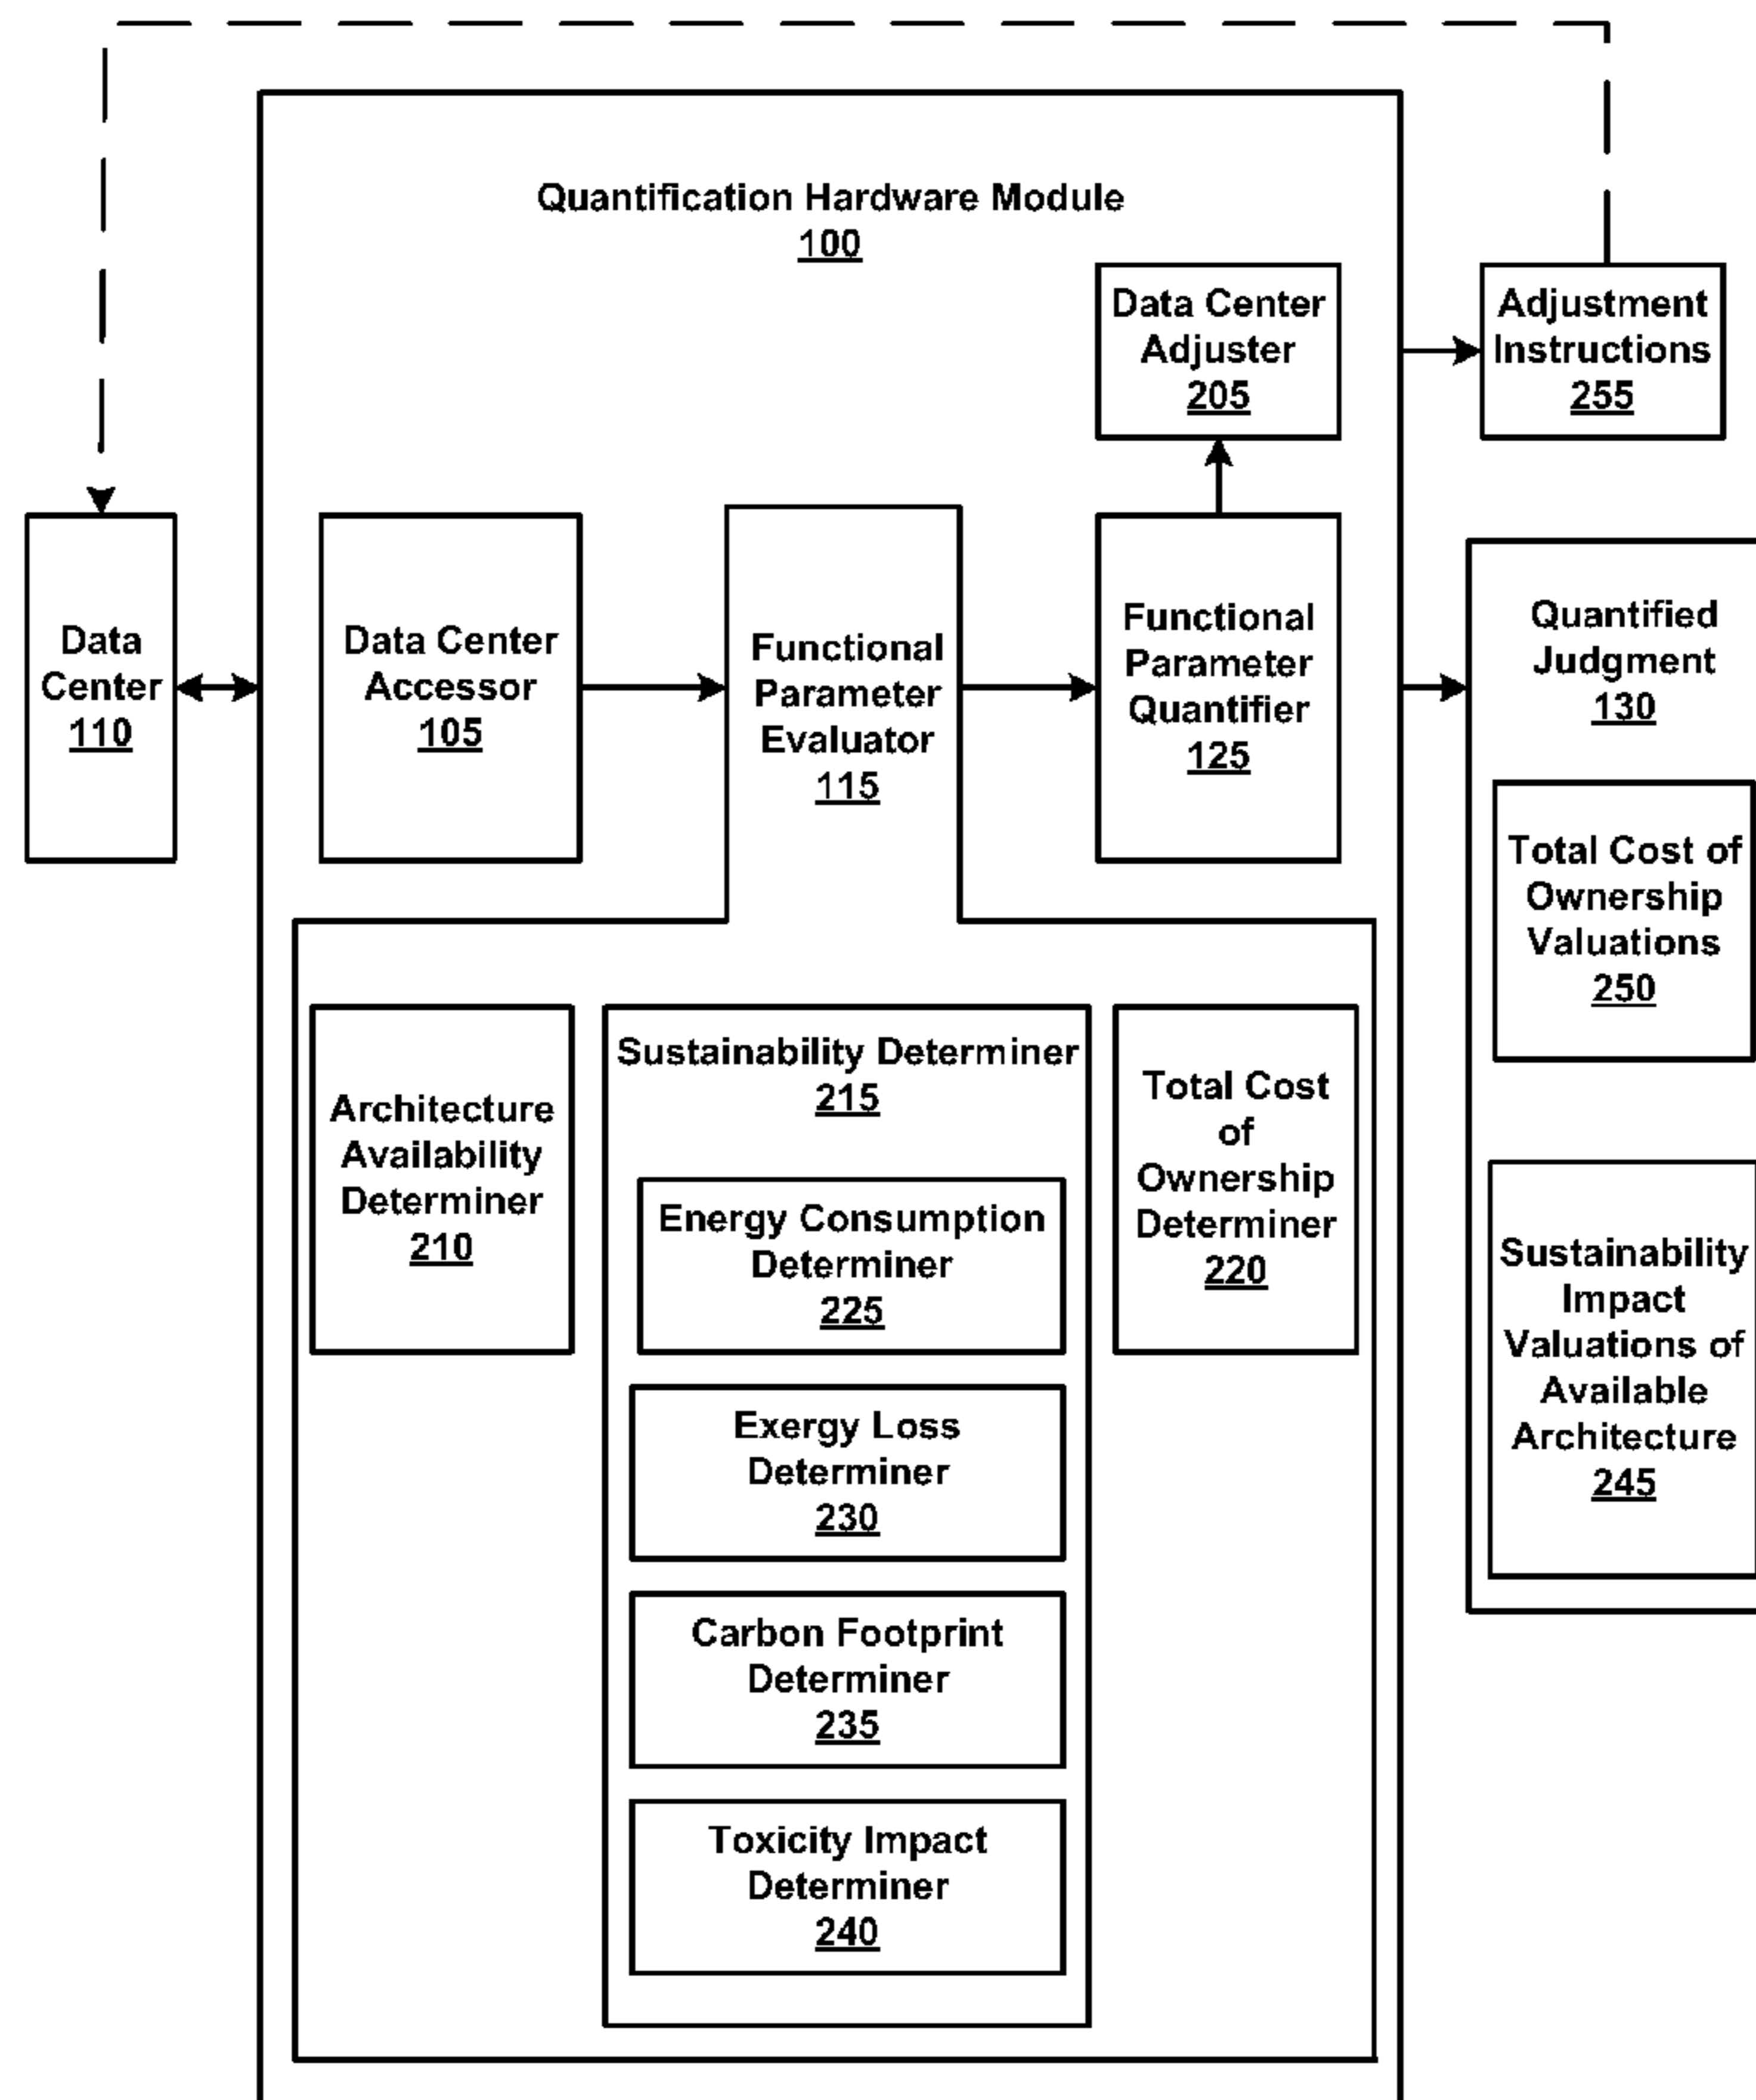 Quantification Hardware Module
100
Data Center
Adjuster
205
Adjustment
Instructions
255
Data
Center
110
Data Center
Accessor
105
Functional
Parameter
Evaluator
115
Functional
Parameter
Quantifier
125
Quantified
Judgment
130
Total Cost of
Ownership
Valuations
250
Sustainability
Impact
Valuations of
Available
Architecture
245
Architecture
Availability
Determiner
210
Sustainability Determiner
215
Energy Consumption
Determiner
225
Exergy Loss
Determiner
230
Carbon Footprint
Determiner
235
Toxicity Impact
Determiner
240
Total Cost
of
Ownership
Determiner
220